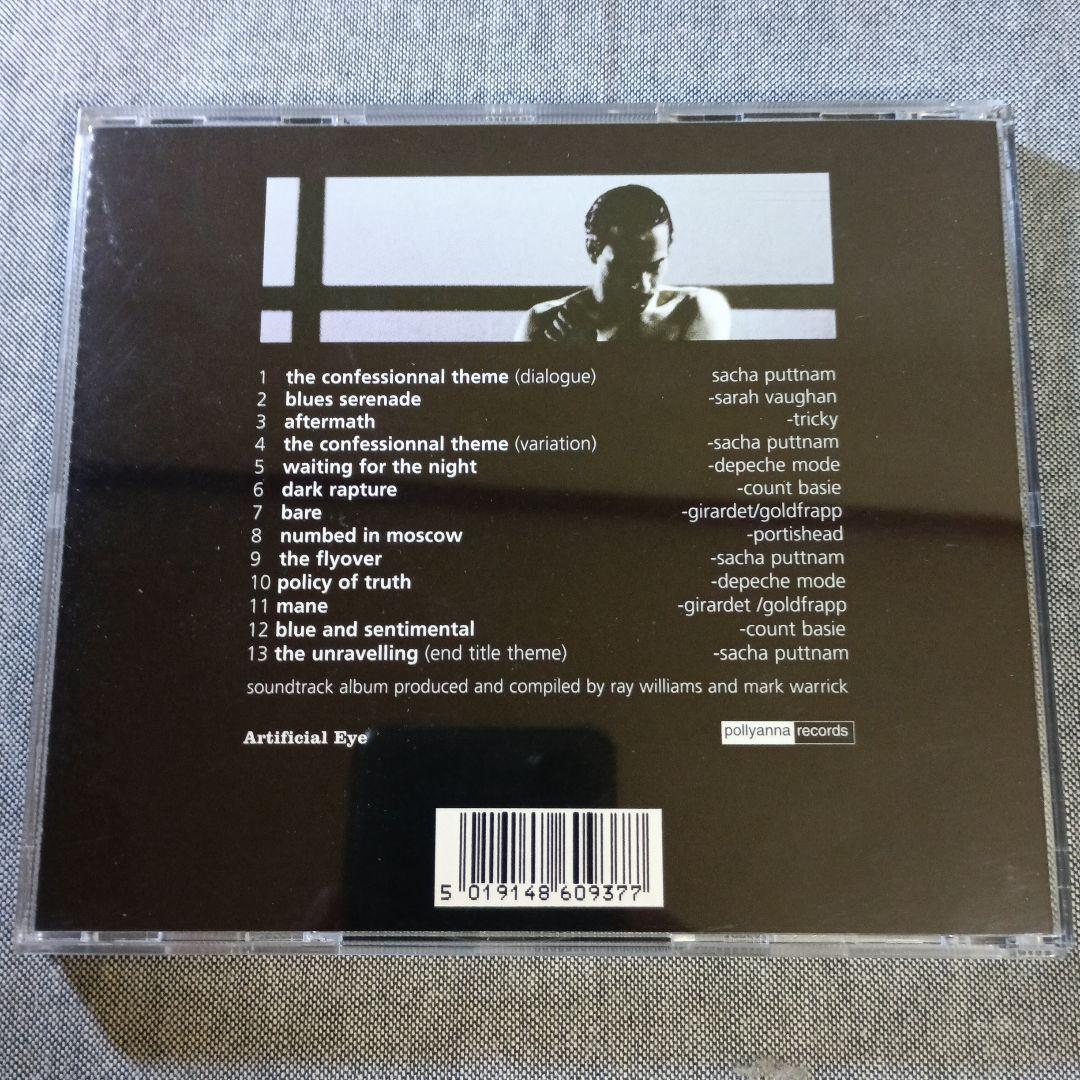 1 the confessionnal theme (dialogue) sacha puttnam
2 blues serenade -sarah vaughan
3 aftermath -tricky
4 the confessionnal theme (variation) -sacha puttnam
5 waiting for the night -depeche mode
6 dark rapture -count basie
7 bare -girardet/goldfrapp
8 numbed in moscow -portishead
9 the flyover -sacha puttnam
10 policy of truth -depeche mode
11 mane -girardet /goldfrapp
12 blue and sentimental -count basie
13 the unravelling (end title theme) -sacha puttnam
soundtrack album produced and compiled by ray williams and mark warrick
Artificial Eye pollyanna records
5 019148 609377